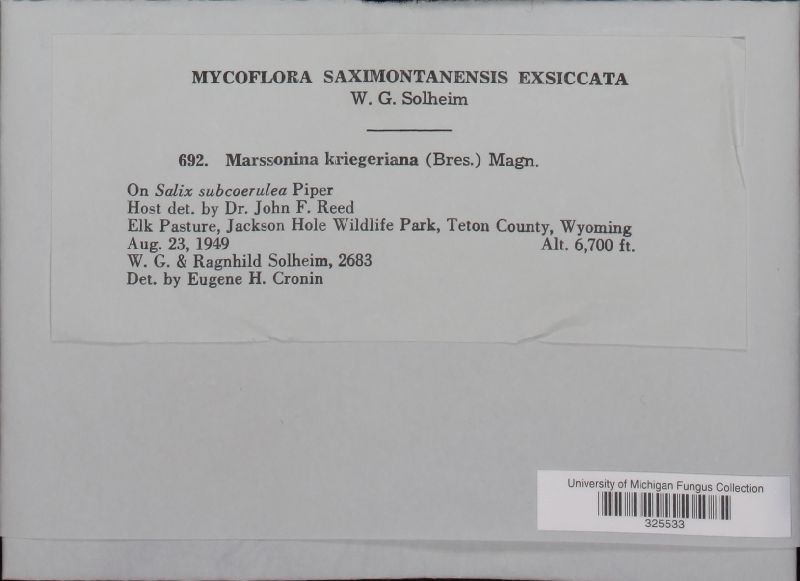 MYCOFLORA SAXIMONTANENSIS EXSICCATA
W. G. Solheim
692. Marssonina kriegeriana (Bres.) Magn.
On Salix subcoerulea Piper
Host det. by Dr. John F. Reed
Elk Pasture, Jackson Hole Wildlife Park, Teton County, Wyoming
Aug. 23, 1949 Alt. 6,700 ft.
W. G. & Ragnhild Solheim, 2683
Det. by Eugene H. Cronin
University of Michigan Fungus Collection
325533